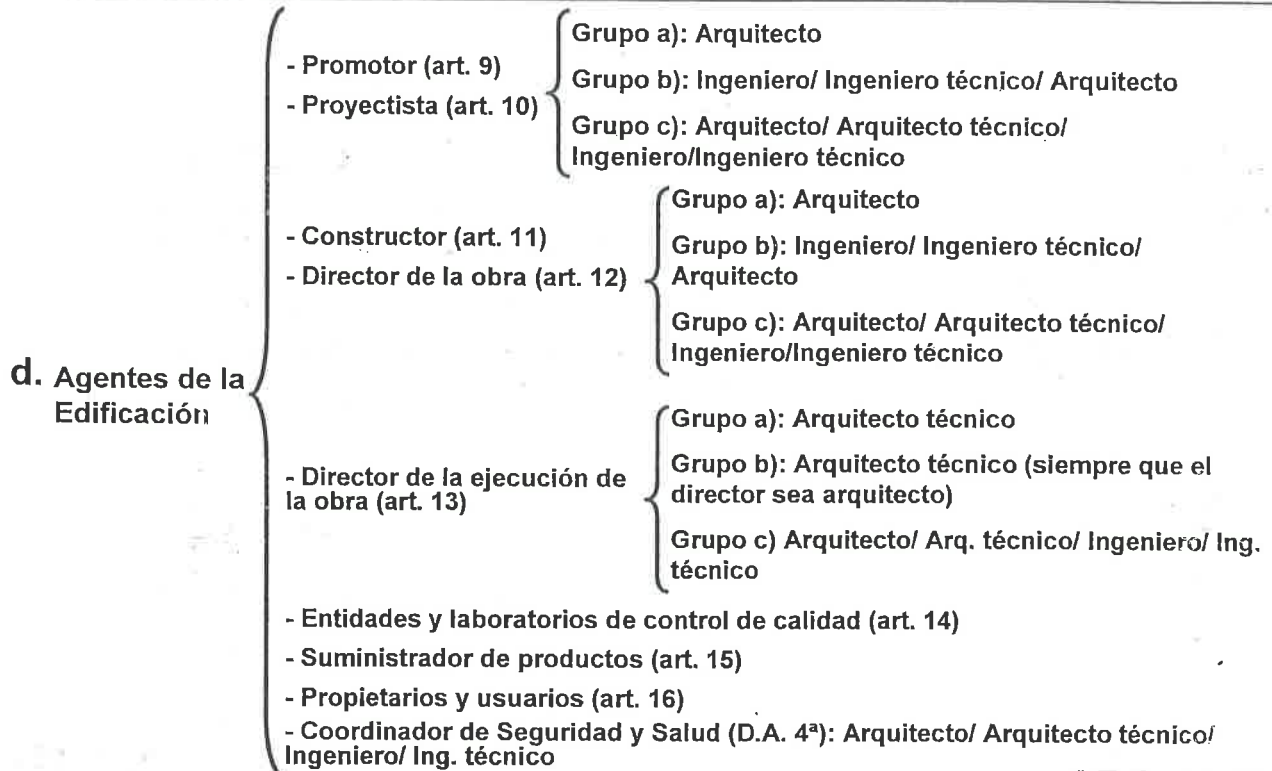 - Promotor (art. 9)
- Proyectista (art. 10)
Grupo a): Arquitecto
Grupo b): Ingeniero/ Ingeniero técnico/ Arquitecto
Grupo c): Arquitecto/ Arquitecto técnico/
Ingeniero/Ingeniero técnico
- Constructor (art. 11)
- Director de la obra (art. 12)
Grupo a): Arquitecto
Grupo b): Ingeniero/ Ingeniero técnico/
Arquitecto
Grupo c): Arquitecto/ Arquitecto técnico/
Ingeniero/Ingeniero técnico
d. Agentes de la
Edificación
- Director de la ejecución de
la obra (art. 13)
Grupo a): Arquitecto técnico
Grupo b): Arquitecto técnico (siempre que el
director sea arquitecto)
Grupo c) Arquitecto/ Arq. técnico/ Ingeniero/ Ing.
técnico
- Entidades y laboratorios de control de calidad (art. 14)
- Suministrador de productos (art. 15)
- Propietarios y usuarios (art. 16)
- Coordinador de Seguridad y Salud (D.A. 4ª): Arquitecto/ Arquitecto técnico/
Ingeniero/ Ing. técnico